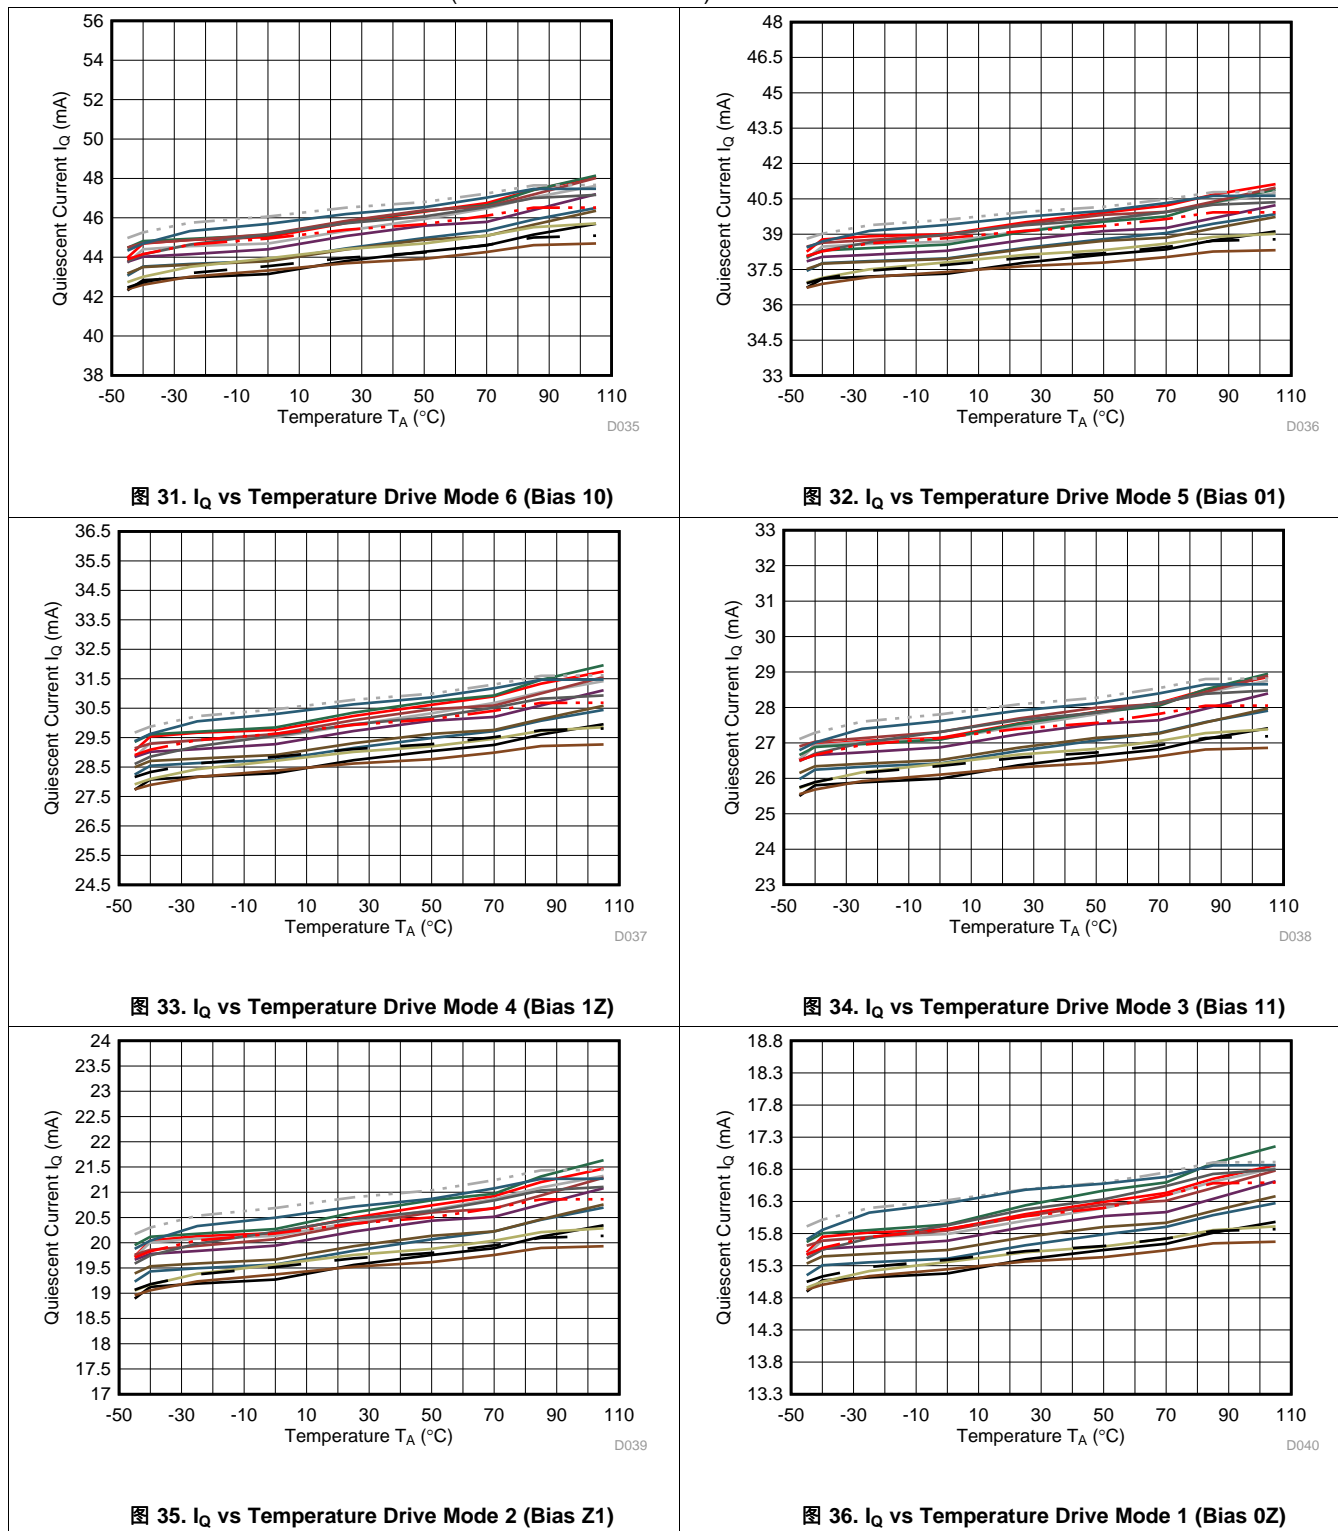 56
54
52
50
48
46
44
42
40
38
-50 -30 -10 10 30 50 70 90 110
Quiescent Current IQ (mA)
Temperature TA (°C)
D035
图 31. IQ vs Temperature Drive Mode 6 (Bias 10)
48
46.5
45
43.5
42
40.5
39
37.5
36
34.5
33
-50 -30 -10 10 30 50 70 90 110
Quiescent Current IQ (mA)
Temperature TA (°C)
D036
图 32. IQ vs Temperature Drive Mode 5 (Bias 01)
36.5
35.5
34.5
33.5
32.5
31.5
30.5
29.5
28.5
27.5
26.5
25.5
24.5
-50 -30 -10 10 30 50 70 90 110
Quiescent Current IQ (mA)
Temperature TA (°C)
D037
图 33. IQ vs Temperature Drive Mode 4 (Bias 1Z)
33
32
31
30
29
28
27
26
25
24
23
-50 -30 -10 10 30 50 70 90 110
Quiescent Current IQ (mA)
Temperature TA (°C)
D038
图 34. IQ vs Temperature Drive Mode 3 (Bias 11)
24
23.5
23
22.5
22
21.5
21
20.5
20
19.5
19
18.5
18
17.5
17
-50 -30 -10 10 30 50 70 90 110
Quiescent Current IQ (mA)
Temperature TA (°C)
D039
图 35. IQ vs Temperature Drive Mode 2 (Bias Z1)
18.8
18.3
17.8
17.3
16.8
16.3
15.8
15.3
14.8
14.3
13.8
13.3
-50 -30 -10 10 30 50 70 90 110
Quiescent Current IQ (mA)
Temperature TA (°C)
D040
图 36. IQ vs Temperature Drive Mode 1 (Bias 0Z)